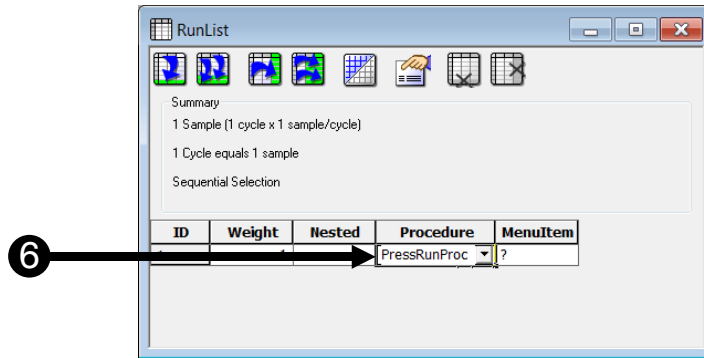 RunList
Summary
1 Sample (1 cycle x 1 sample/cycle)
1 Cycle equals 1 sample
Sequential Selection
ID Weight Nested Procedure MenuItem
6 PressRunProc ?